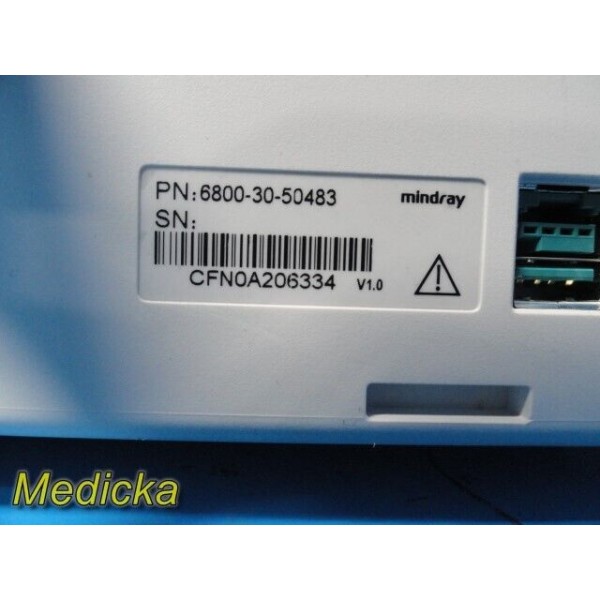 PN:6800-30-50483 mindray
SN:
CFN0A206334 V1.0
Medicka